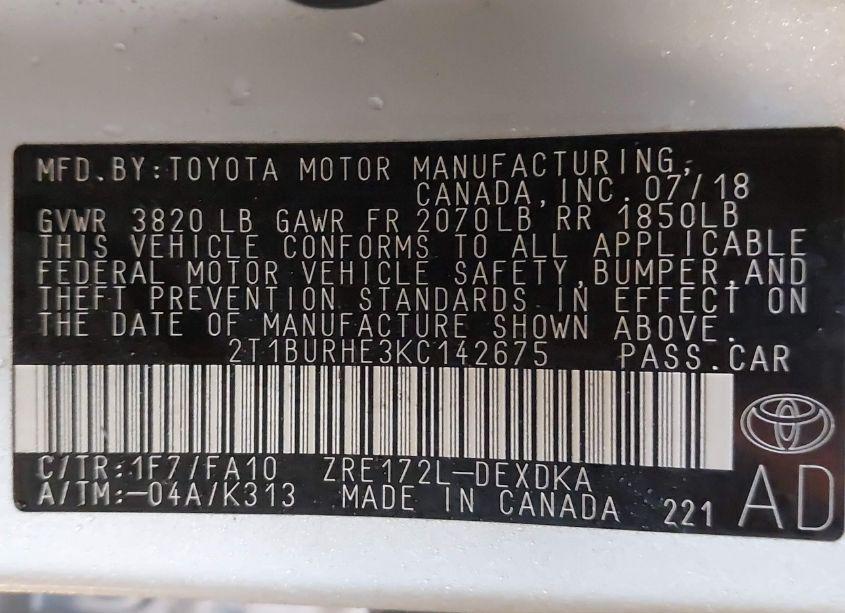 MFD.BY:TOYOTA MOTOR MANUFACTURING,
CANADA,INC. 07/18
GVWR 3820 LB GAWR FR 2070LB RR 1850LB
THIS VEHICLE CONFORMS TO ALL APPLICABLE
FEDERAL MOTOR VEHICLE SAFETY,BUMPER,AND
THEFT PREVENTION STANDARDS IN EFFECT ON
THE DATE OF MANUFACTURE SHOWN ABOVE.
2T1BURHE3KC142675 PASS.CAR
C/TR:1F7/FA10 ZRE172L-DEXDKA
A/TM:-04A/K313 MADE IN CANADA 221 AD